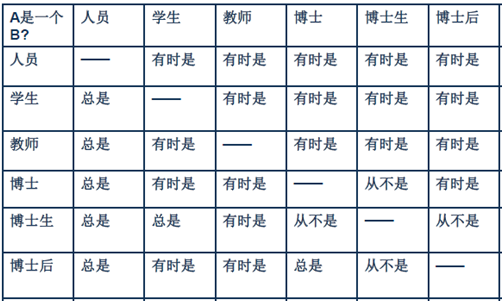 A是一个B? 人员 学生 教师 博士 博士生 博士后
人员 —— 有时是 有时是 有时是 有时是 有时是
学生 总是 —— 有时是 有时是 有时是 有时是
教师 总是 有时是 —— 有时是 有时是 有时是
博士 总是 有时是 有时是 —— 从不是 有时是
博士生 总是 总是 有时是 从不是 —— 从不是
博士后 总是 有时是 有时是 总是 从不是 ——